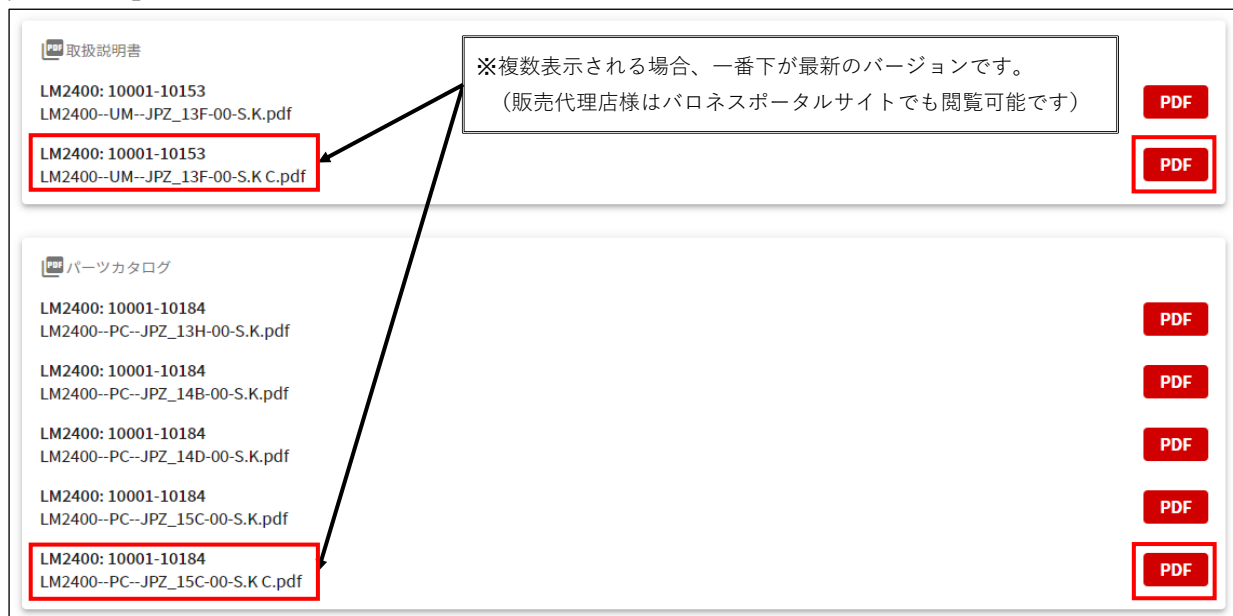 PDF 取扱説明書
※複数表示される場合、一番下が最新のバージョンです。
（販売代理店様はバロネスポータルサイトでも閲覧可能です）
LM2400: 10001-10153
LM2400--UM--JPZ_13F-00-S.K.pdf
PDF
LM2400: 10001-10153
LM2400--UM--JPZ_13F-00-S.K C.pdf
PDF
PDF パーツカタログ
LM2400: 10001-10184
LM2400--PC--JPZ_13H-00-S.K.pdf
PDF
LM2400: 10001-10184
LM2400--PC--JPZ_14B-00-S.K.pdf
PDF
LM2400: 10001-10184
LM2400--PC--JPZ_14D-00-S.K.pdf
PDF
LM2400: 10001-10184
LM2400--PC--JPZ_15C-00-S.K.pdf
PDF
LM2400: 10001-10184
LM2400--PC--JPZ_15C-00-S.K C.pdf
PDF